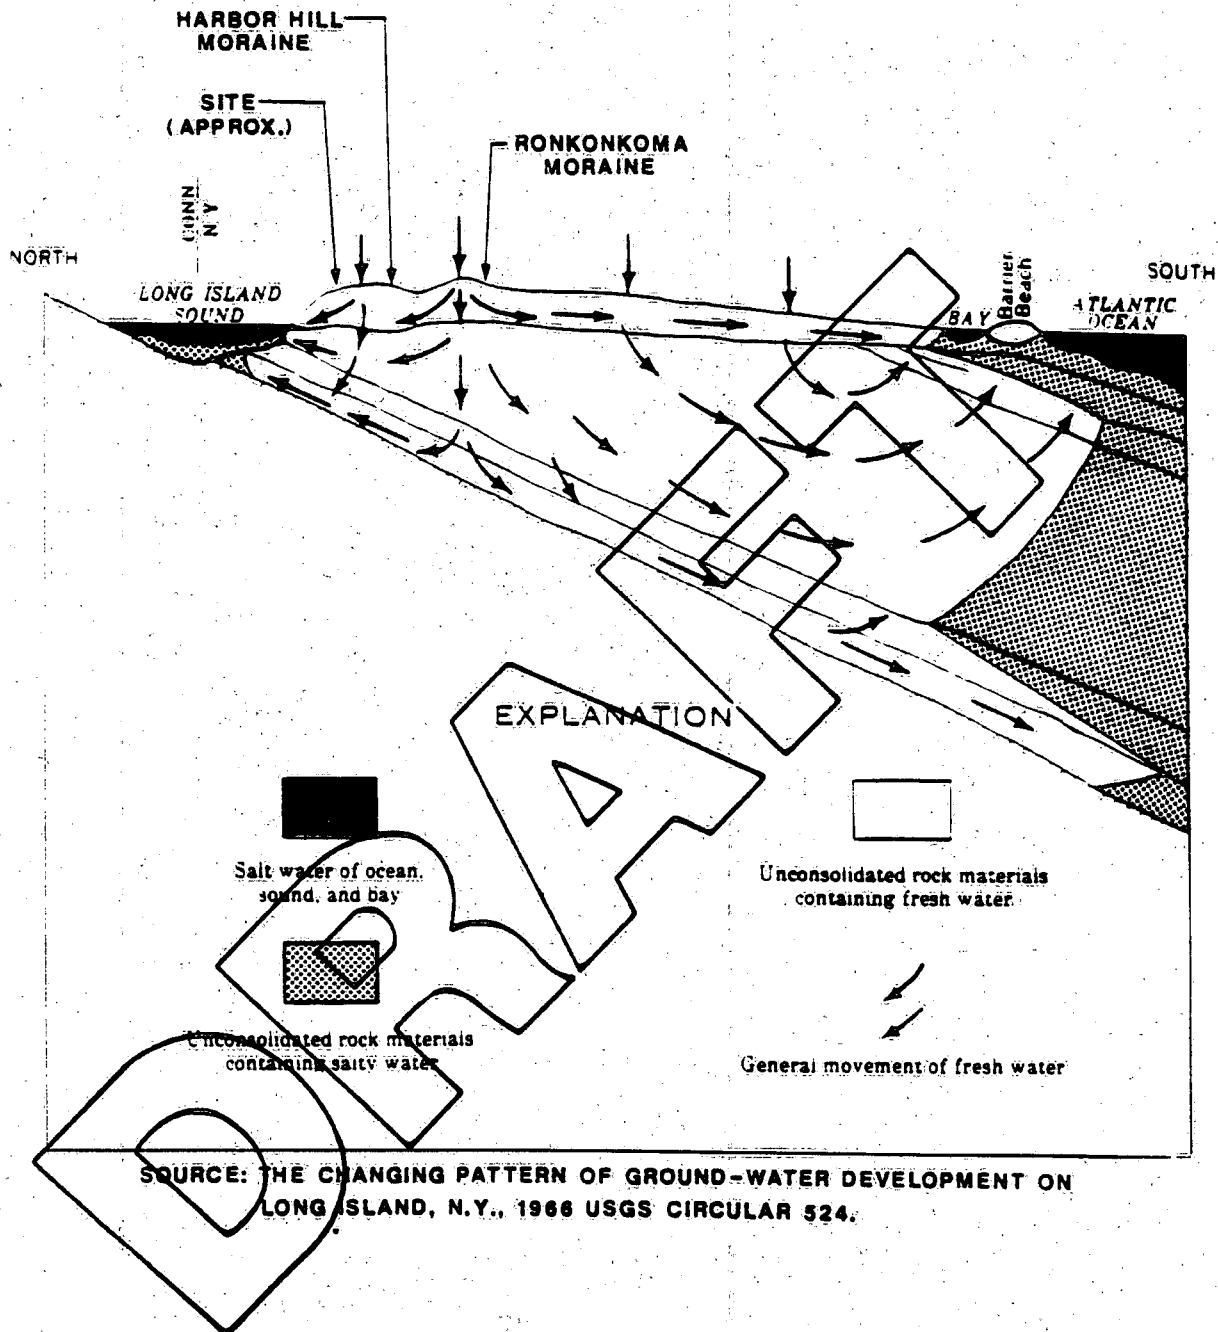 HARBOR HILL
MORAINE
SITE
(APPROX.)
RONKONKOMA
MORAINE
CONN
N Y
NORTH
SOUTH
LONG ISLAND
SOUND
BAY
Barrier
Beach
ATLANTIC
OCEAN
EXPLANATION
Salt water of ocean,
sound, and bay
Unconsolidated rock materials
containing fresh water
Unconsolidated rock materials
containing salty water
General movement of fresh water
DRAFT
SOURCE: THE CHANGING PATTERN OF GROUND-WATER DEVELOPMENT ON
LONG ISLAND, N.Y., 1966 USGS CIRCULAR 524.